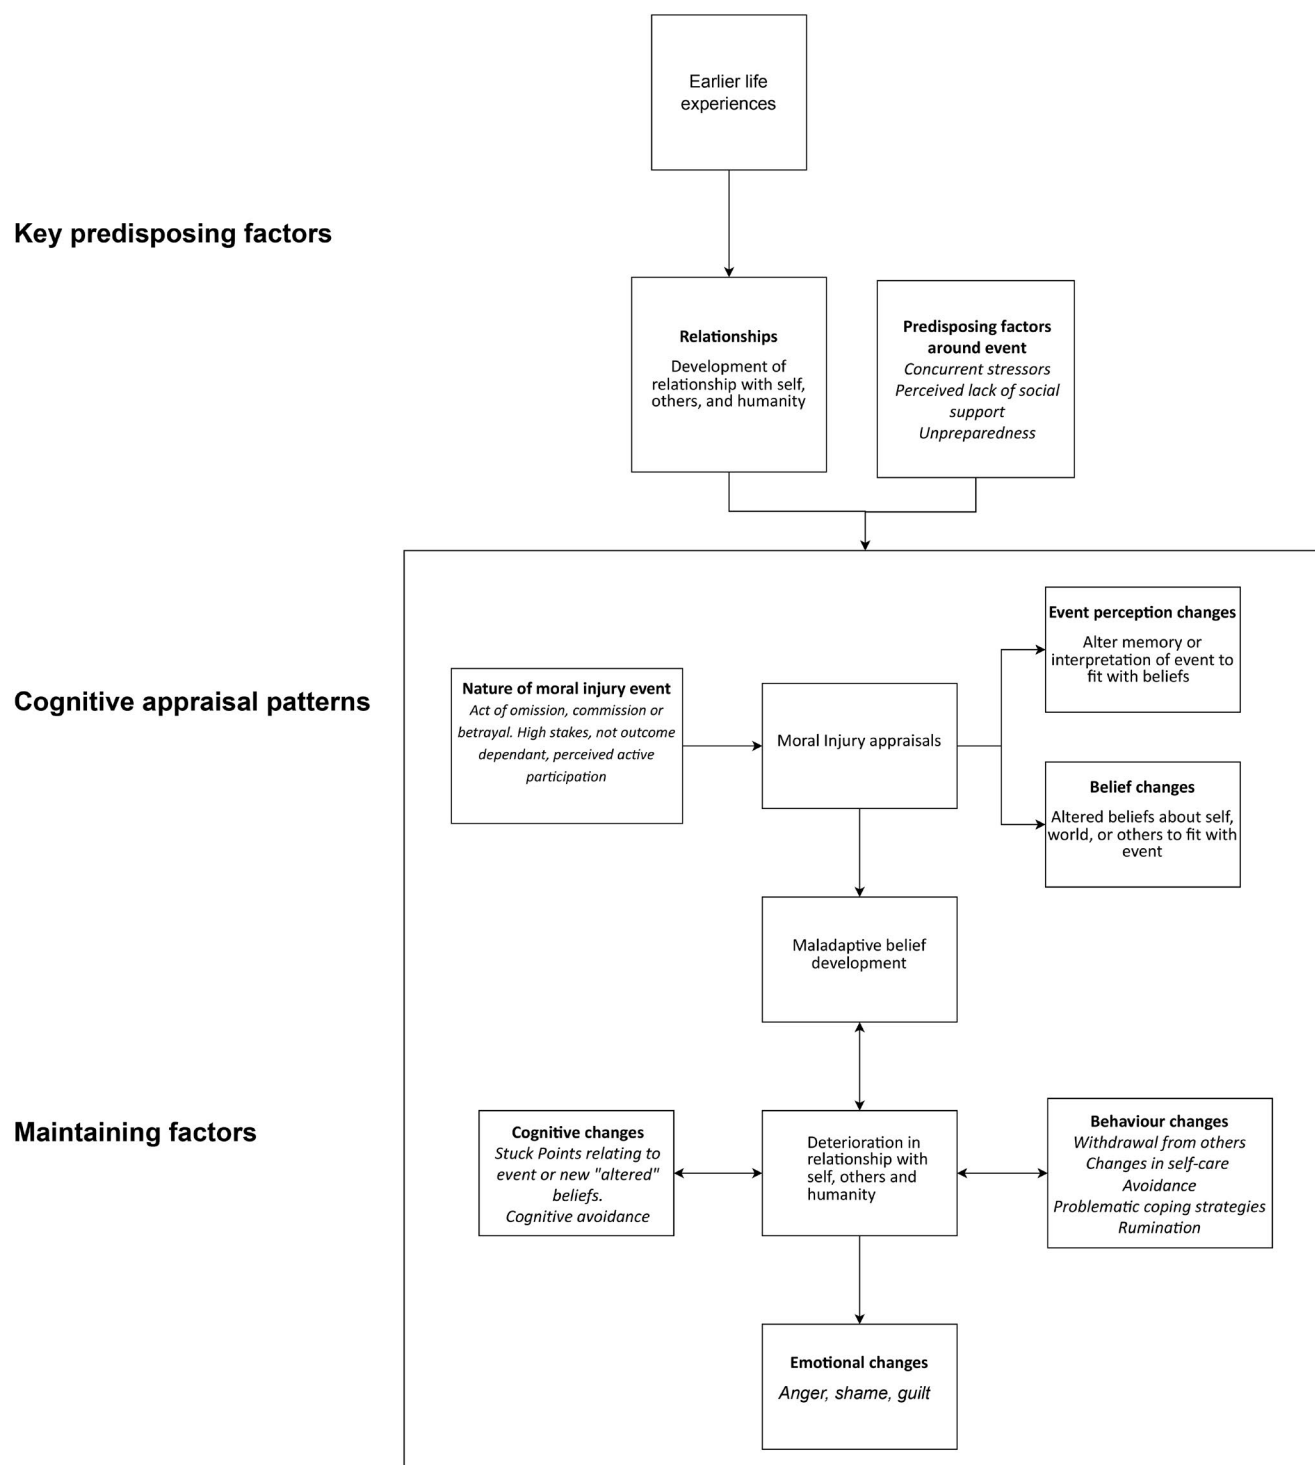 Earlier life
experiences
Key predisposing factors
Relationships
Development of
relationship with self,
others, and humanity
Predisposing factors
around event
Concurrent stressors
Perceived lack of social
support
Unpreparedness
Cognitive appraisal patterns
Nature of moral injury event
Act of omission, commission or
betrayal. High stakes, not outcome
dependant, perceived active
participation
Moral Injury appraisals
Event perception changes
Alter memory or
interpretation of event to
fit with beliefs
Belief changes
Altered beliefs about self,
world, or others to fit with
event
Maladaptive belief
development
Maintaining factors
Cognitive changes
Stuck Points relating to
event or new "altered"
beliefs.
Cognitive avoidance
Deterioration in
relationship with
self, others and
humanity
Behaviour changes
Withdrawal from others
Changes in self-care
Avoidance
Problematic coping strategies
Rumination
Emotional changes
Anger, shame, guilt